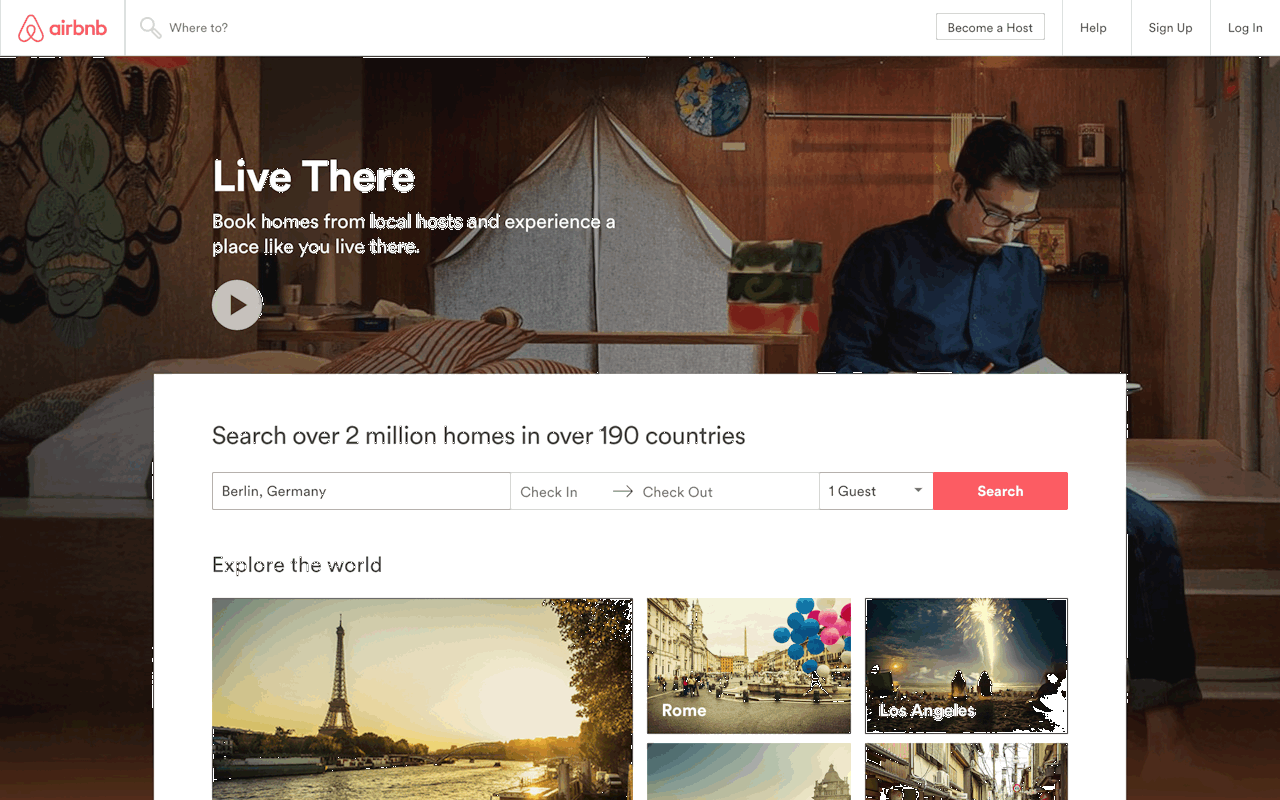 airbnb
Where to?
Become a Host
Help
Sign Up
Log In
Live There
Book homes from local hosts and experience a
place like you live there.
Search over 2 million homes in over 190 countries
Berlin, Germany
Check In
Check Out
1 Guest
Search
Explore the world
Rome
Los Angeles